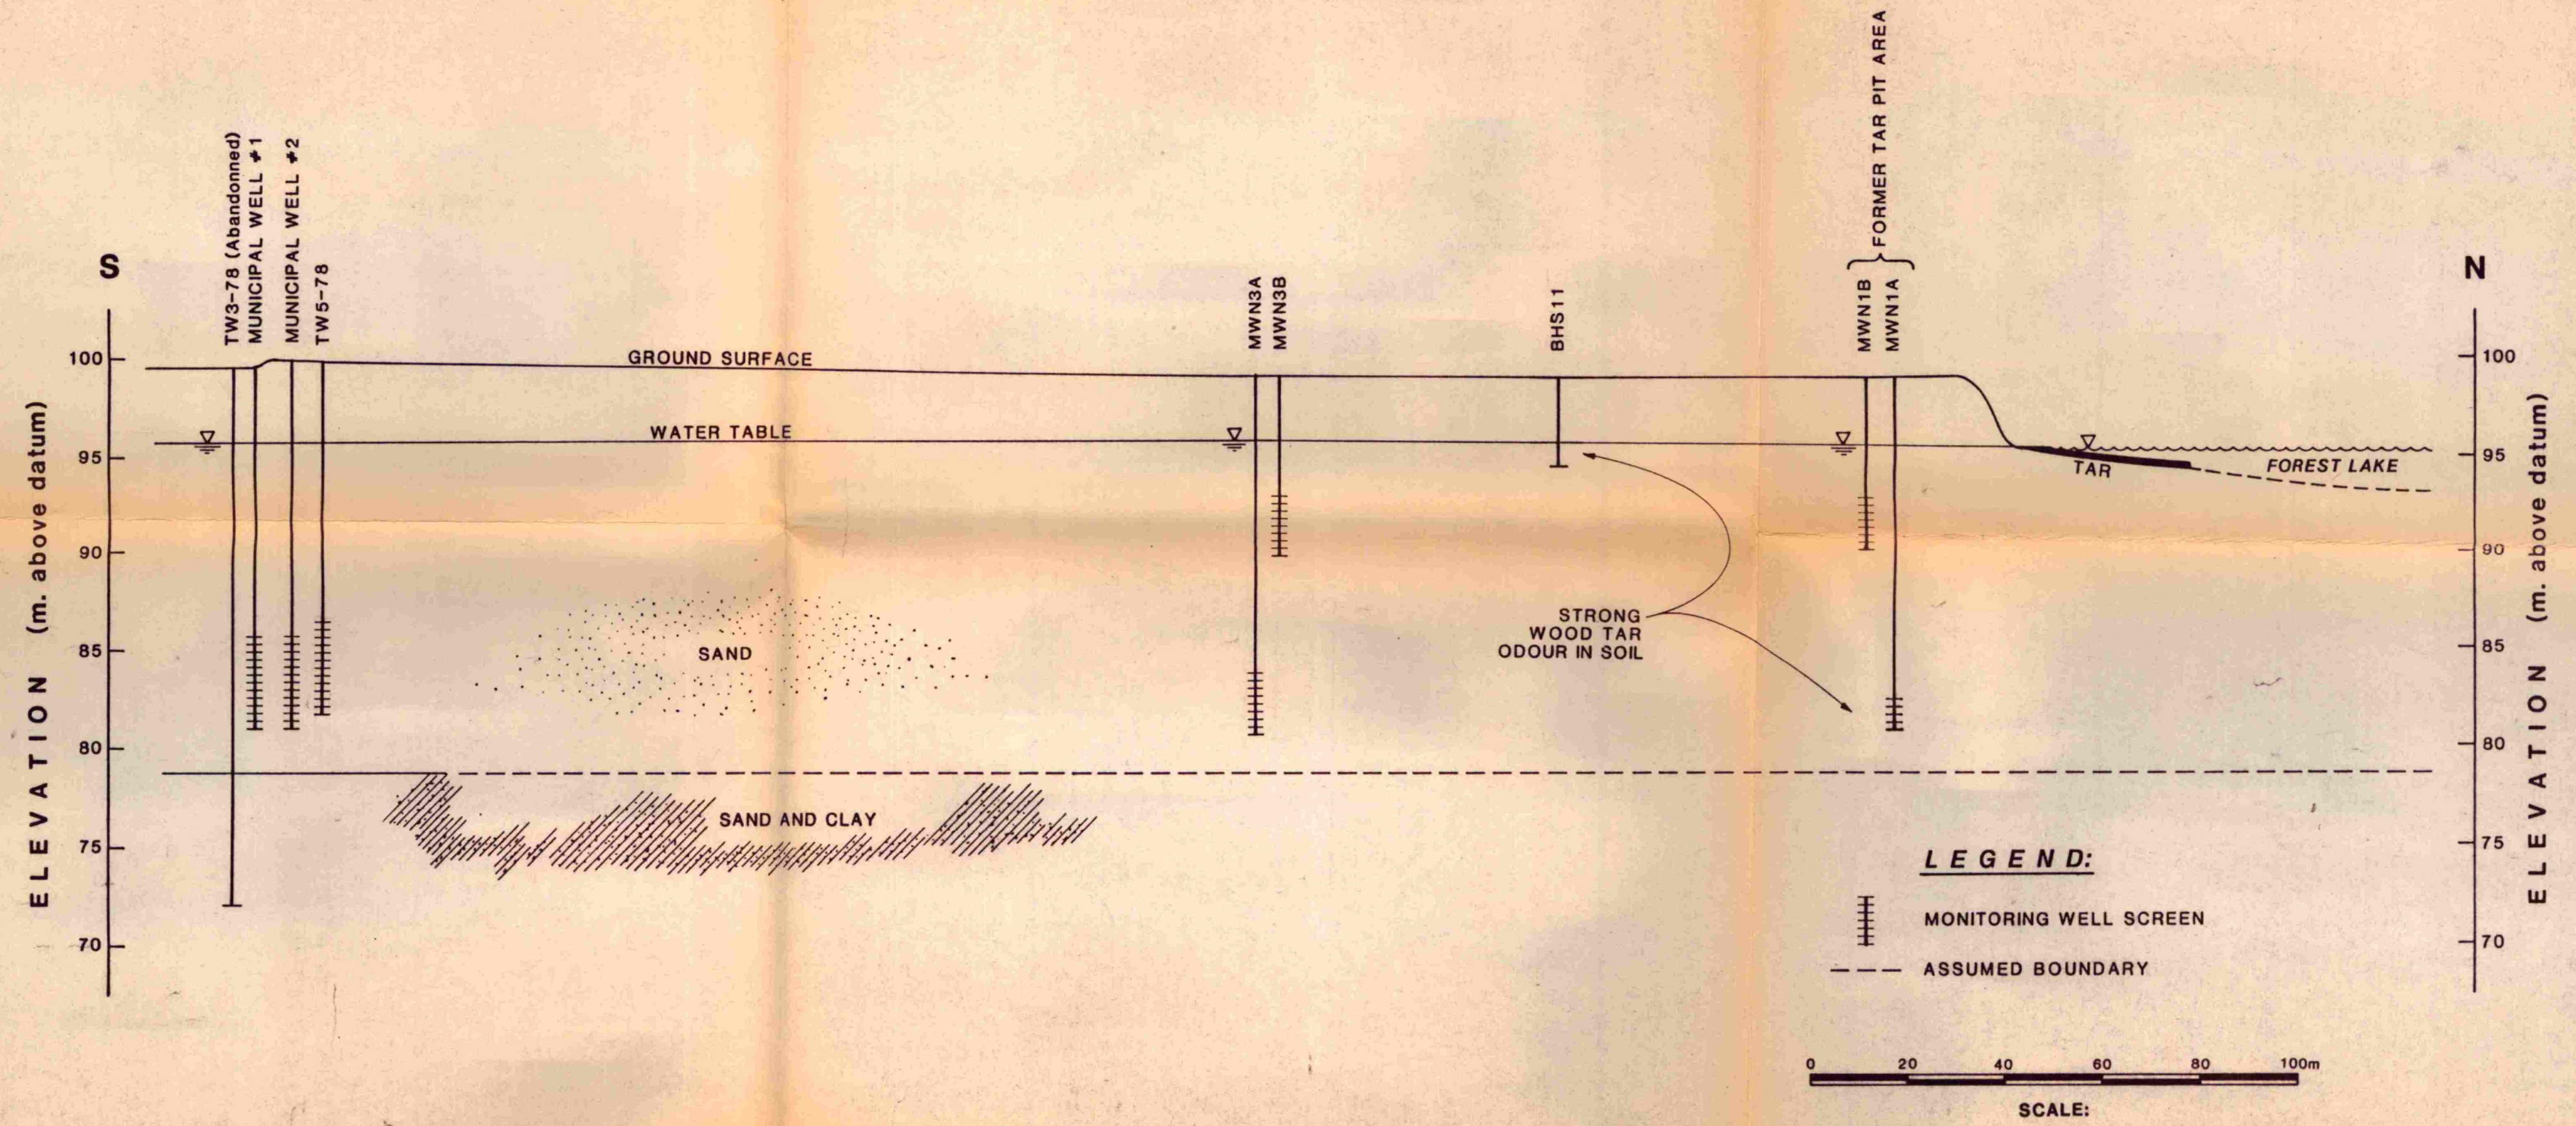 FORMER TAR PIT AREA
TW3-78 (Abandonned)
MUNICIPAL WELL #1
MUNICIPAL WELL #2
TW5-78
MWN3A
MWN3B
BHS11
MWN1B
MWN1A
S
N
ELEVATION (m. above datum)
100
95
90
85
80
75
70
GROUND SURFACE
WATER TABLE
SAND
SAND AND CLAY
STRONG
WOOD TAR
ODOUR IN SOIL
TAR
FOREST LAKE
100
95
90
85
80
75
70
ELEVATION (m. above datum)
LEGEND:
MONITORING WELL SCREEN
ASSUMED BOUNDARY
0 20 40 60 80 100m
SCALE: